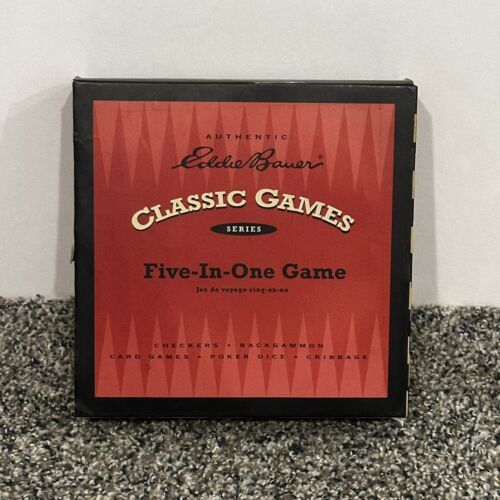 AUTHENTIC
Eddie Bauer®
CLASSIC GAMES
SERIES
Five-In-One Game
Jeu de voyage cinq-en-un
CHECKERS • BACKGAMMON
CARD GAMES • POKER DICE • CRIBBAGE